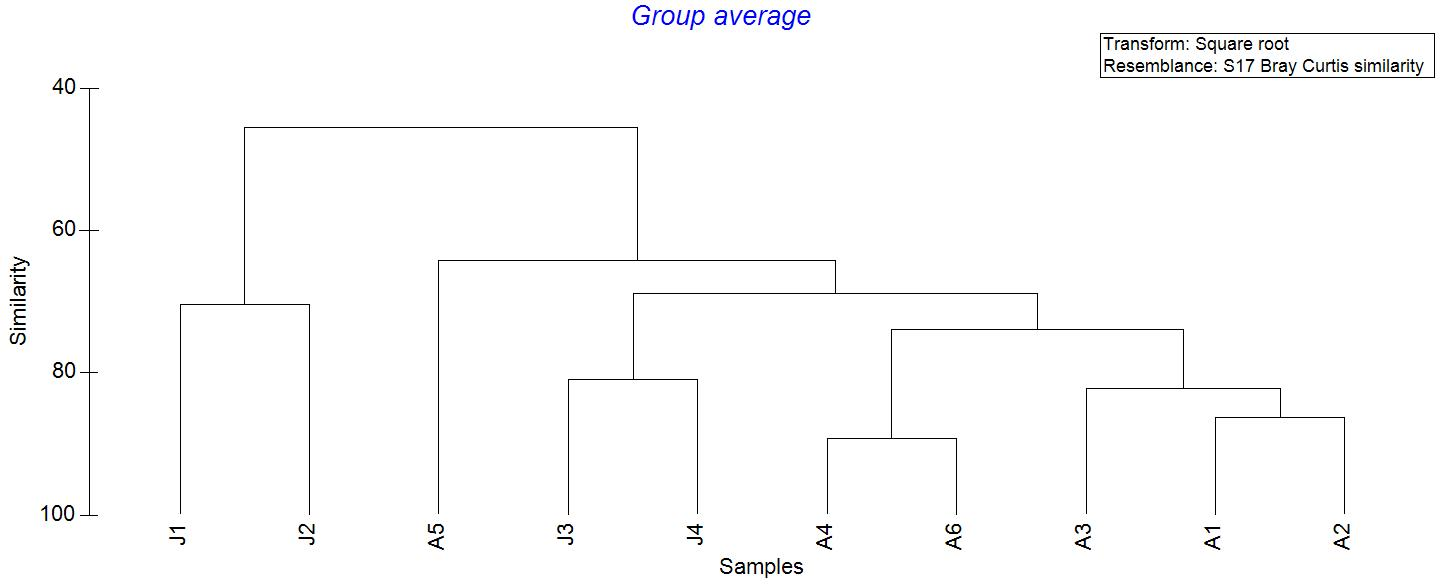 Group average
Transform: Square root
Resemblance: S17 Bray Curtis similarity
40
60
80
100
Similarity
J1
J2
A5
J3
J4
A4
A6
A3
A1
A2
Samples